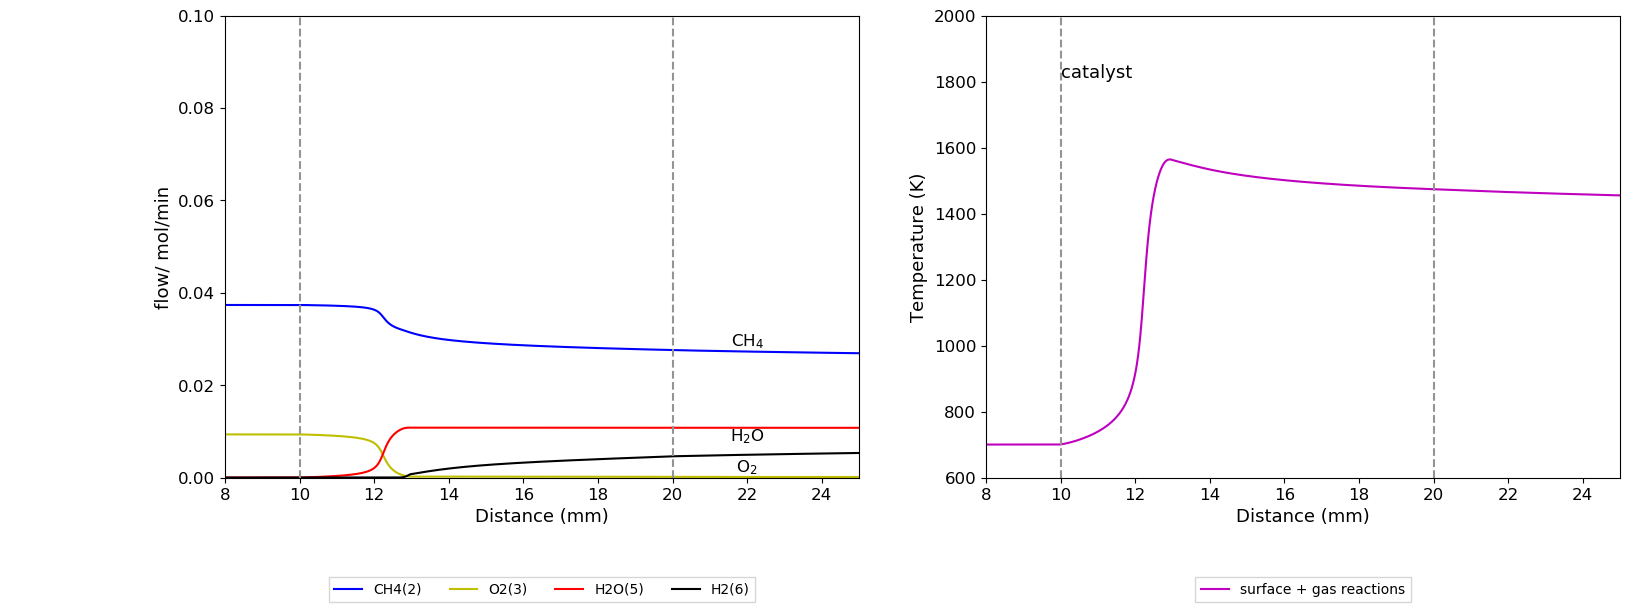 0.10
0.08
0.06
0.04
0.02
0.00
flow/ mol/min
CH₄
H₂O
O₂
8 10 12 14 16 18 20 22 24
Distance (mm)
CH4(2) O2(3) H2O(5) H2(6)
2000
1800
1600
1400
1200
1000
800
600
Temperature (K)
catalyst
8 10 12 14 16 18 20 22 24
Distance (mm)
surface + gas reactions